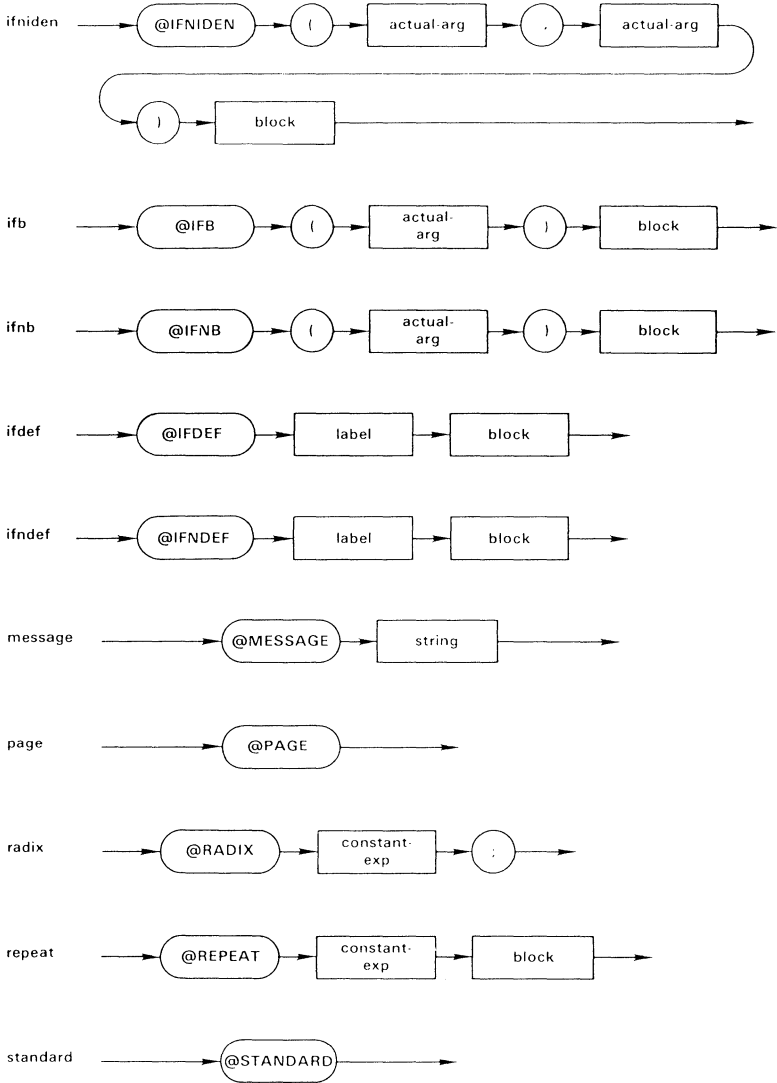 ifniden @IFNIDEN ( actual-arg , actual-arg
) block
ifb @IFB ( actual-
arg ) block
ifnb @IFNB ( actual-
arg ) block
ifdef @IFDEF label block
ifndef @IFNDEF label block
message @MESSAGE string
page @PAGE
radix @RADIX constant-
exp ;
repeat @REPEAT constant-
exp block
standard @STANDARD